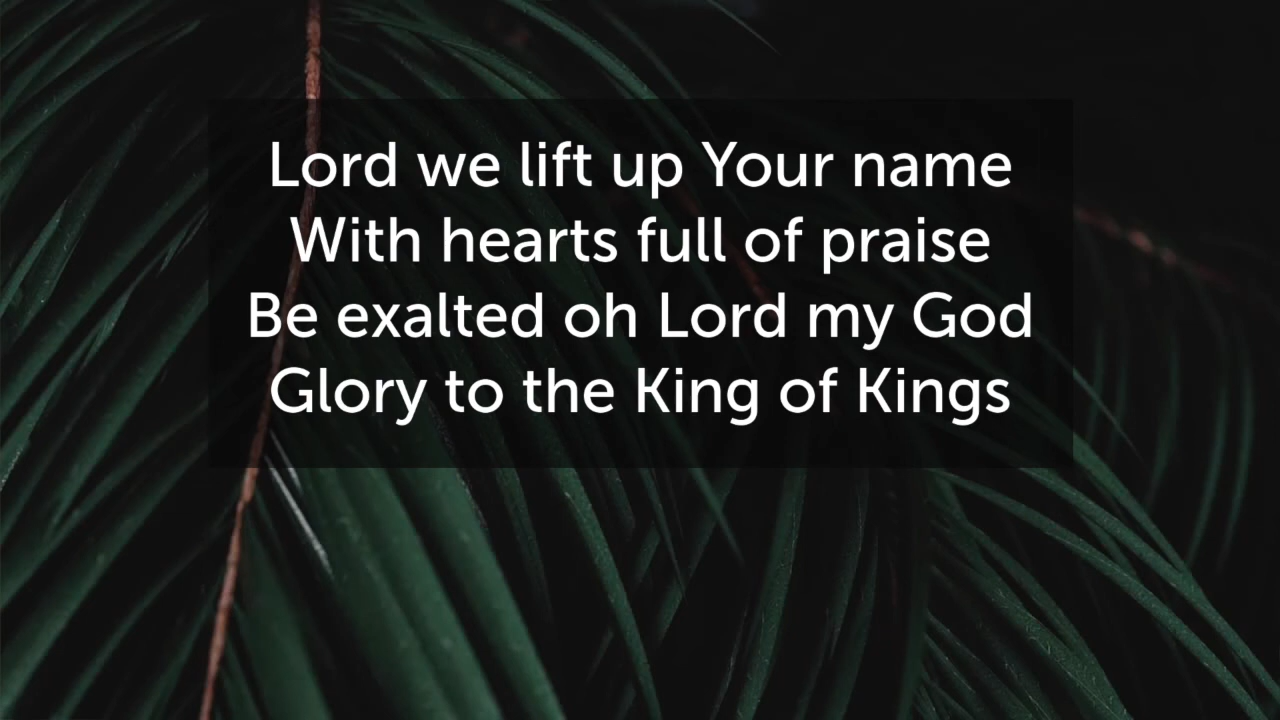 Lord we lift up Your name
With hearts full of praise
Be exalted oh Lord my God
Glory to the King of Kings